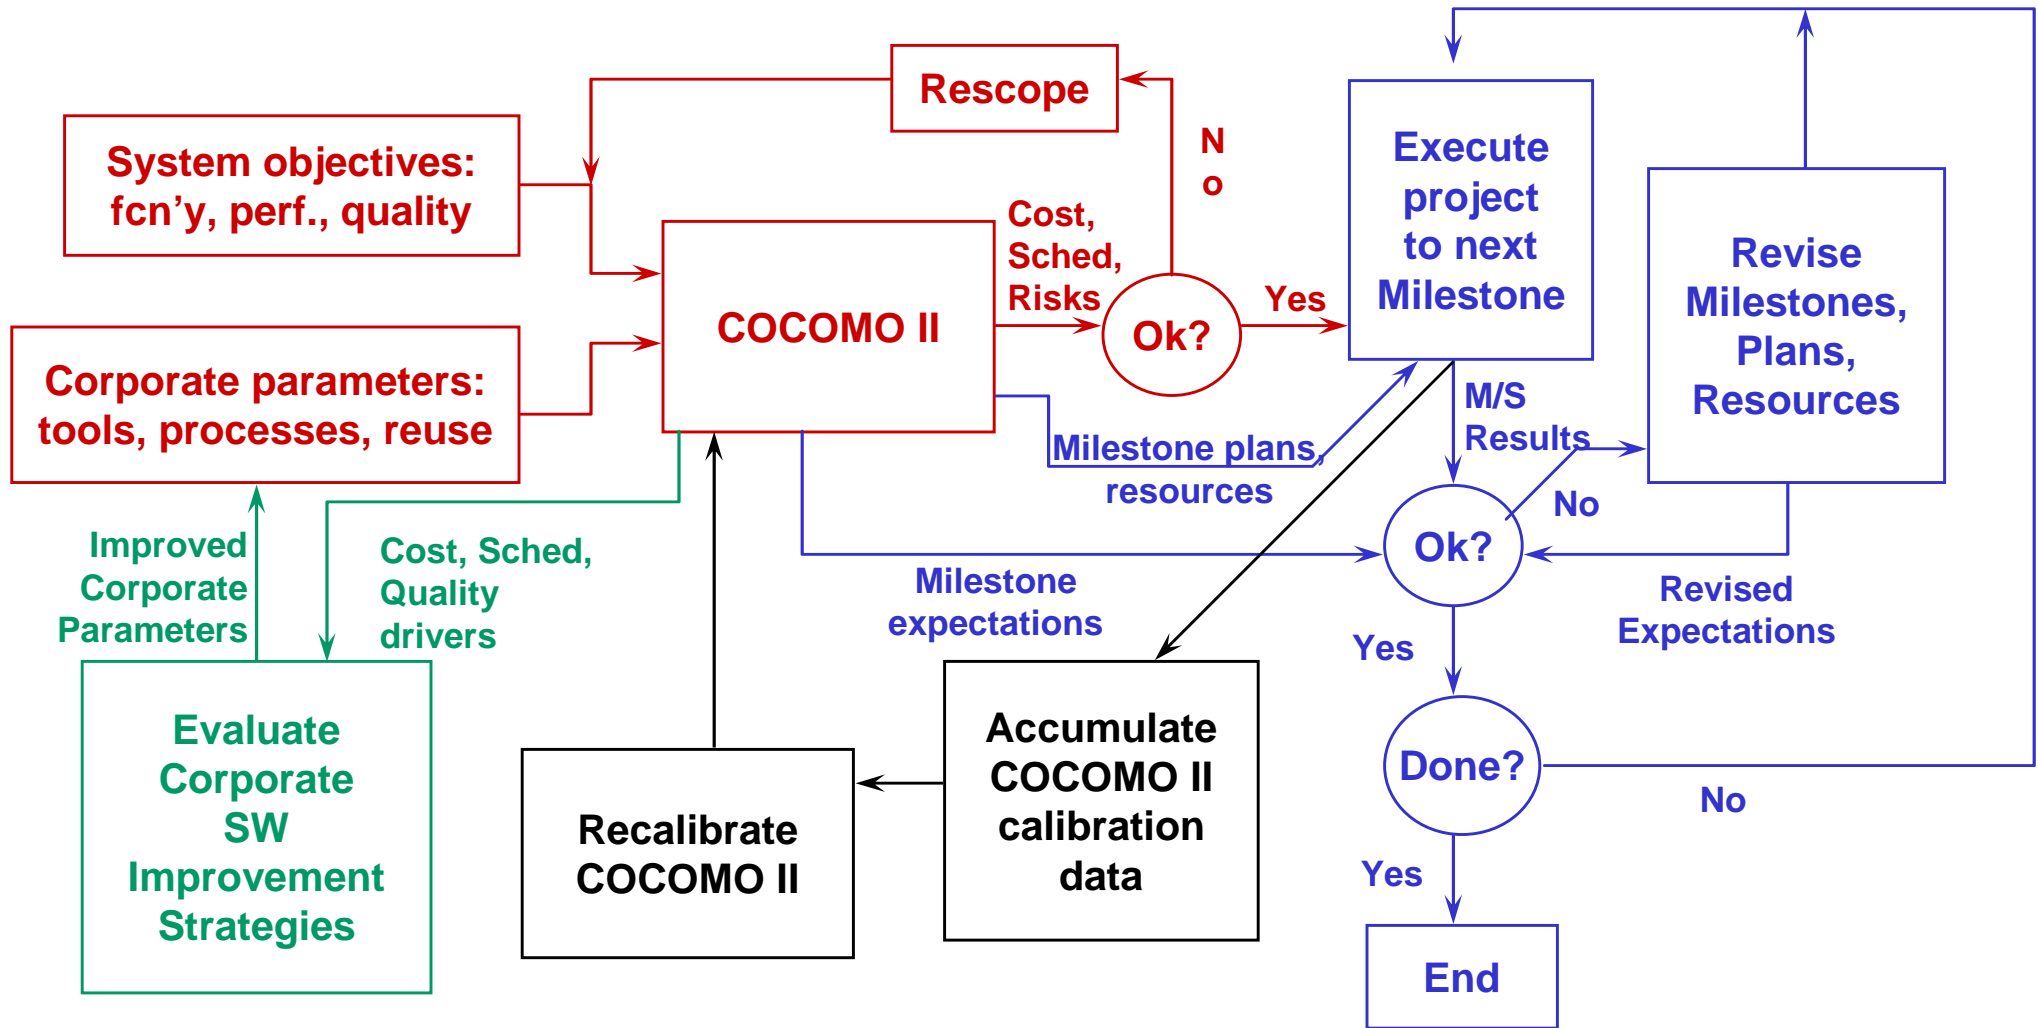 Rescope
System objectives:
fcn'y, perf., quality
N
o
Execute
project
to next
Milestone
Revise
Milestones,
Plans,
Resources
Cost,
Sched,
Risks
COCOMO II
Ok?
Yes
Corporate parameters:
tools, processes, reuse
M/S
Results
Milestone plans,
resources
No
Ok?
Improved
Corporate
Parameters
Cost, Sched,
Quality
drivers
Milestone
expectations
Revised
Expectations
Yes
Evaluate
Corporate
SW
Improvement
Strategies
Recalibrate
COCOMO II
Accumulate
COCOMO II
calibration
data
Done?
No
Yes
End